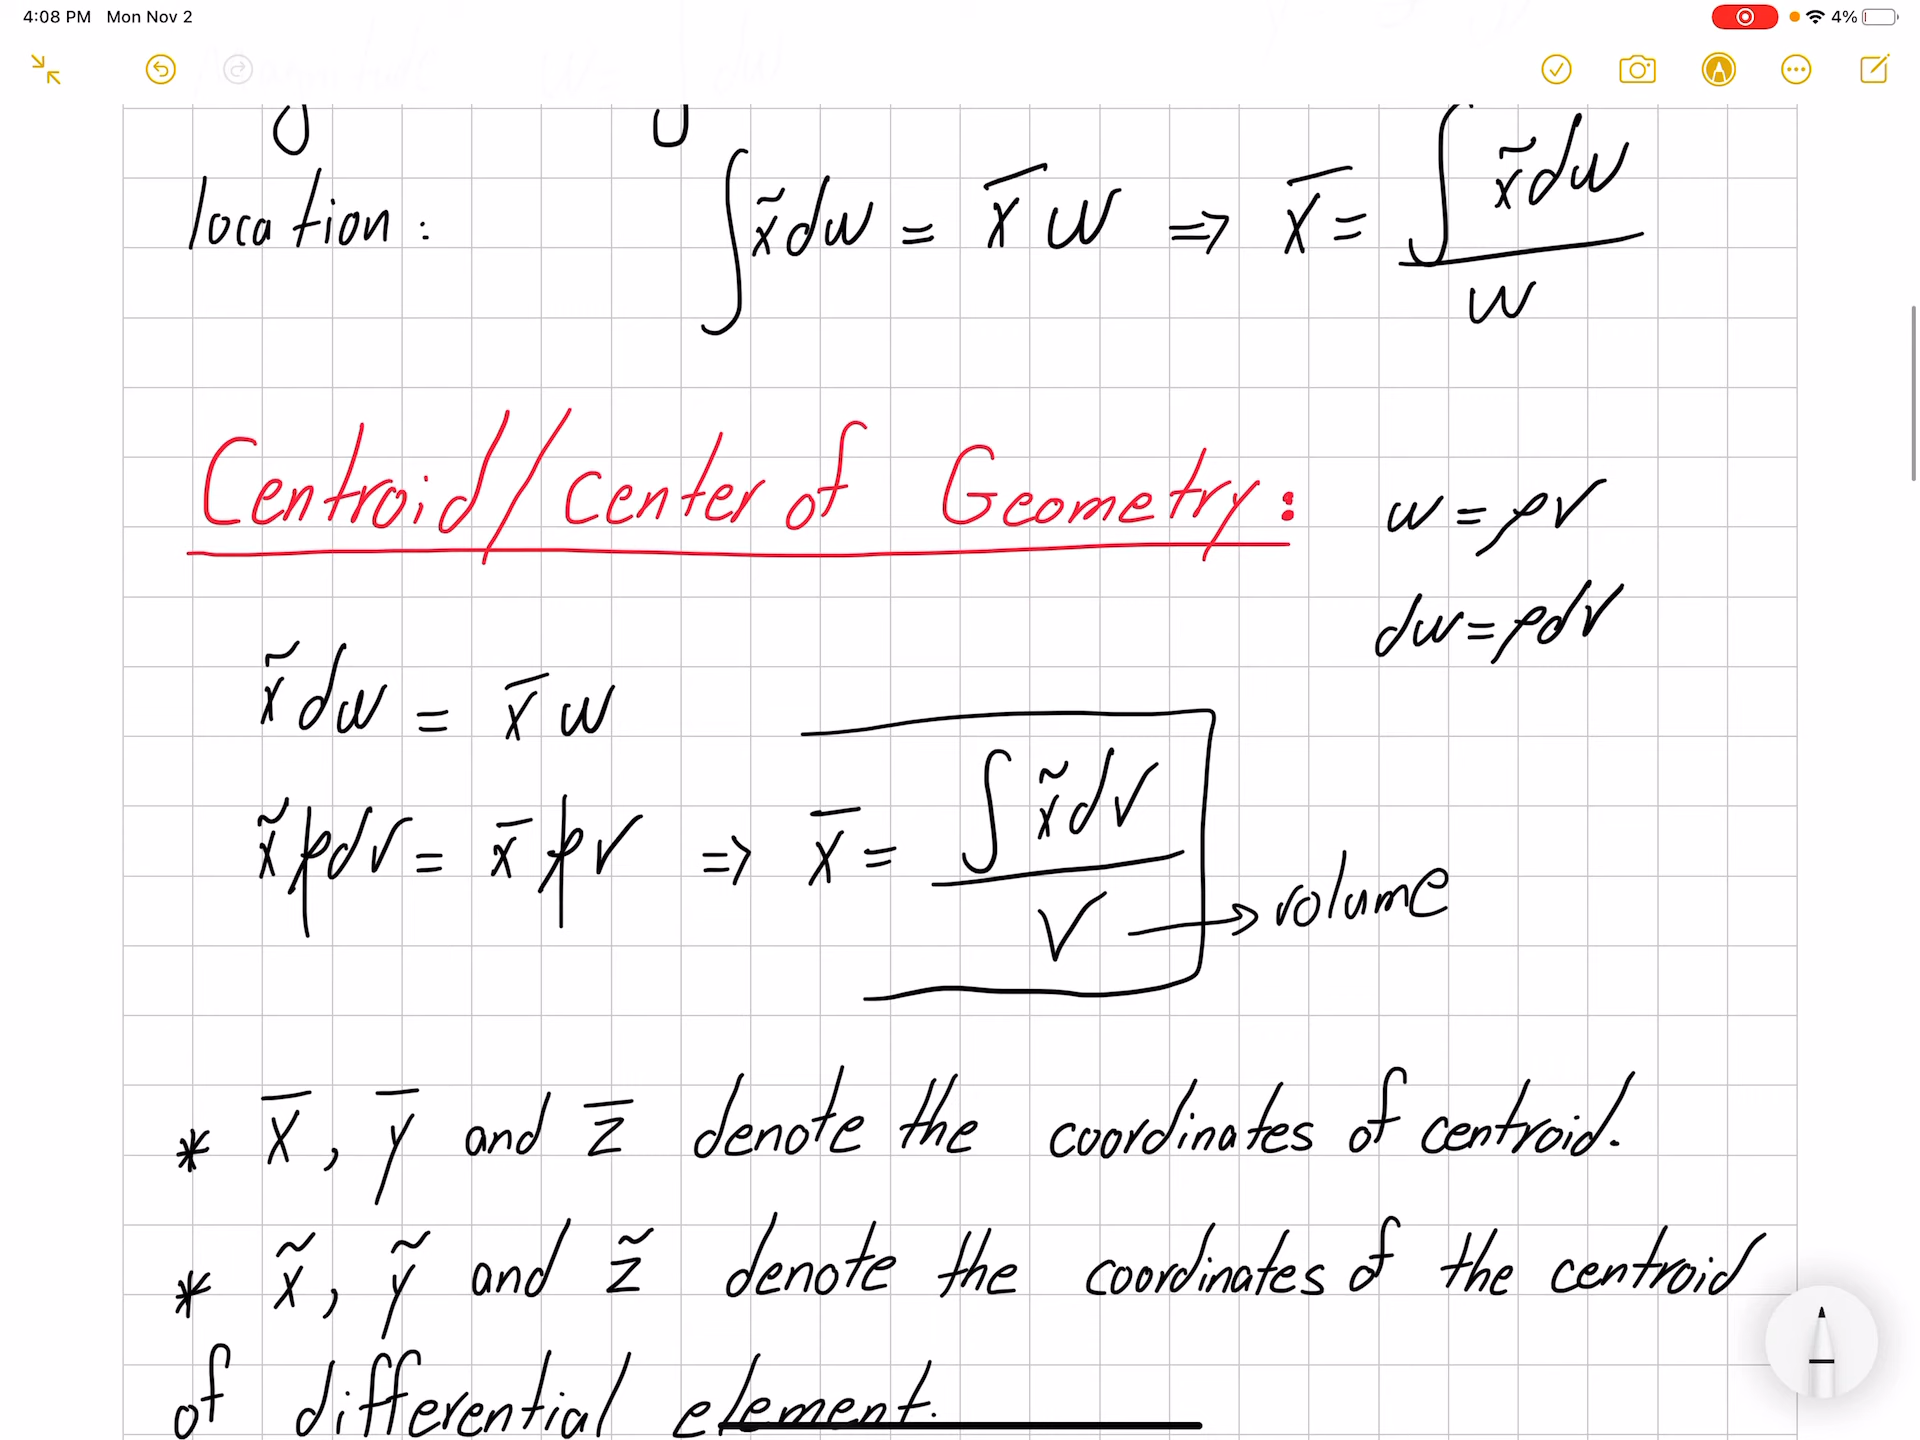 4:08 PM Mon Nov 2 4%
location : ∫ x̃ dw = x̄ w ⇒ x̄ = ∫ x̃ dw / w
Centroid/center of Geometry:
w = ρv
dw = ρdv
x̃ dw = x̄ w
x̃ ρdv = x̄ ρv ⇒ x̄ = ∫ x̃ dv / V → volume
* x̄, ȳ and z̄ denote the coordinates of centroid.
* x̃, ỹ and z̃ denote the coordinates of the centroid
of differential element.